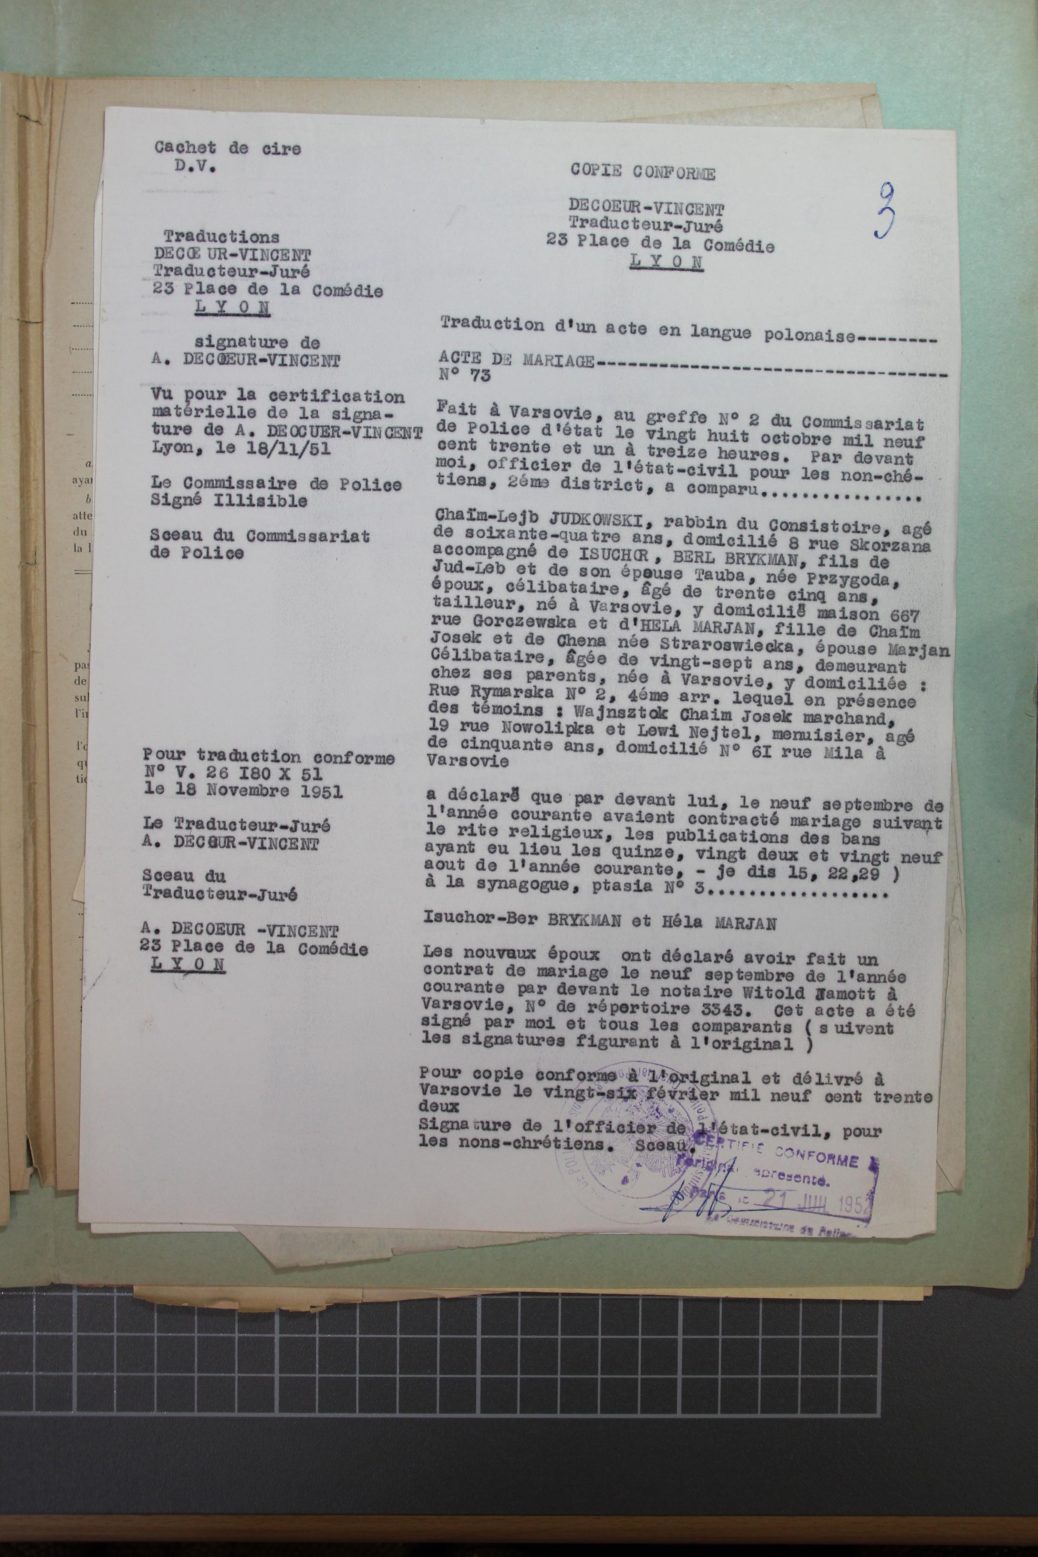 Cachet de cire
D.V.
COPIE CONFORME
3
DECOEUR-VINCENT
Traducteur-Juré
23 Place de la Comédie
LYON
Traductions
DECŒUR-VINCENT
Traducteur-Juré
23 Place de la Comédie
LYON
signature de
A. DECOEUR-VINCENT
Vu pour la certification
matérielle de la signa-
ture de A. DEOCUER-VINCENT
Lyon, le 18/11/51
Le Commissaire de Police
Signé Illisible
Sceau du Commissariat
de Police
Pour traduction conforme
N° V. 26 I80 X 51
le 18 Novembre 1951
Le Traducteur-Juré
A. DECOUR-VINCENT
Sceau du
Traducteur-Juré
A. DECOEUR -VINCENT
23 Place de la Comédie
LYON
Traduction d'un acte en langue polonaise--------
ACTE DE MARIAGE----------------------------------
N° 73
Fait à Varsovie, au greffe N° 2 du Commissariat
de Police d'état le vingt huit octobre mil neuf
cent trente et un à treize heures. Par devant
moi, officier de l'état-civil pour les non-ché-
tiens, 2éme district, a comparu................
Chaïm-Lejb JUDKOWSKI, rabbin du Consistoire, agé
de soixante-quatre ans, domicilié 8 rue Skorzana
accompagné de ISUCHOR, BERL BRYKMAN, fils de
Jud-Leb et de son épouse Tauba, née Przygoda,
époux, célibataire, âgé de trente cinq ans,
tailleur, né à Varsovie, y domicilié maison 667
rue Gorczewska et d'HELA MARJAN, fille de Chaïm
Josek et de Chena née Straroswiecka, épouse Marjan
Célibataire, âgée de vingt-sept ans, demeurant
chez ses parents, née à Varsovie, y domiciliée :
Rue Rymarska N° 2, 4éme arr. lequel en présence
des témoins : Wajnsztok Chaim Josek marchand,
19 rue Nowolipka et Lewi Nejtel, menuisier, agé
de cinquante ans, domicilié N° 6I rue Mila à
Varsovie
a déclaré que par devant lui, le neuf septembre de
l'année courante avaient contracté mariage suivant
le rite religieux, les publications des bans
ayant eu lieu les quinze, vingt deux et vingt neuf
aout de l'année courante, - je dis 15, 22,29 )
à la synagogue, ptasia N° 3..................
Isuchor-Ber BRYKMAN et Héla MARJAN
Les nouvaux époux ont déclaré avoir fait un
contrat de mariage le neuf septembre de l'année
courante par devant le notaire Witold Jamott à
Varsovie, N° de répertoire 3343. Cet acte a été
signé par moi et tous les comparants ( s uivent
les signatures figurant à l'original )
Pour copie conforme à l'original et délivré à
Varsovie le vingt-six février mil neuf cent trente
deux
Signature de l'officier de l'état-civil, pour
les nons-chrétiens. Sceau.
CERTIFIE CONFORME à
l'original présenté.
Paris le 21 JUIL 1952